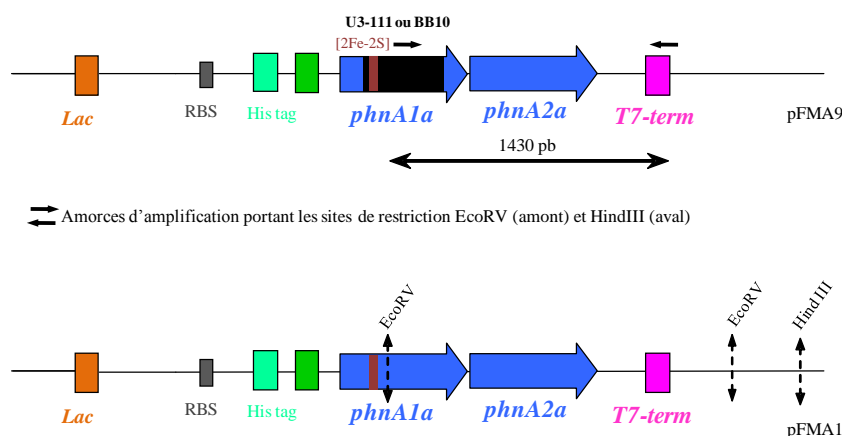 U3-111 ou BB10
[2Fe-2S]
Lac
RBS
His tag
phnA1a
phnA2a
T7-term
pFMA9
1430 pb
Amorces d'amplification portant les sites de restriction EcoRV (amont) et HindIII (aval)
EcoRV
EcoRV
Hind III
Lac
RBS
His tag
phnA1a
phnA2a
T7-term
pFMA1